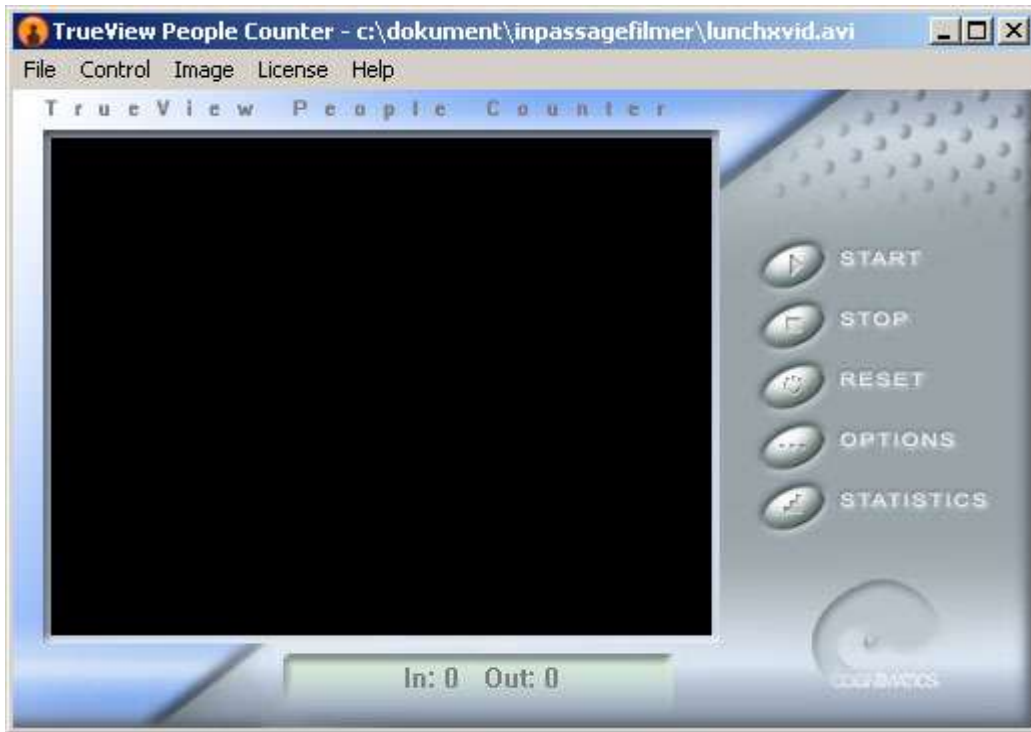 TrueView People Counter - c:\dokument\inpassagefilmer\lunchxvid.avi
File Control Image License Help
TrueView People Counter
START
STOP
RESET
OPTIONS
STATISTICS
In: 0 Out: 0
COGNIMATICS